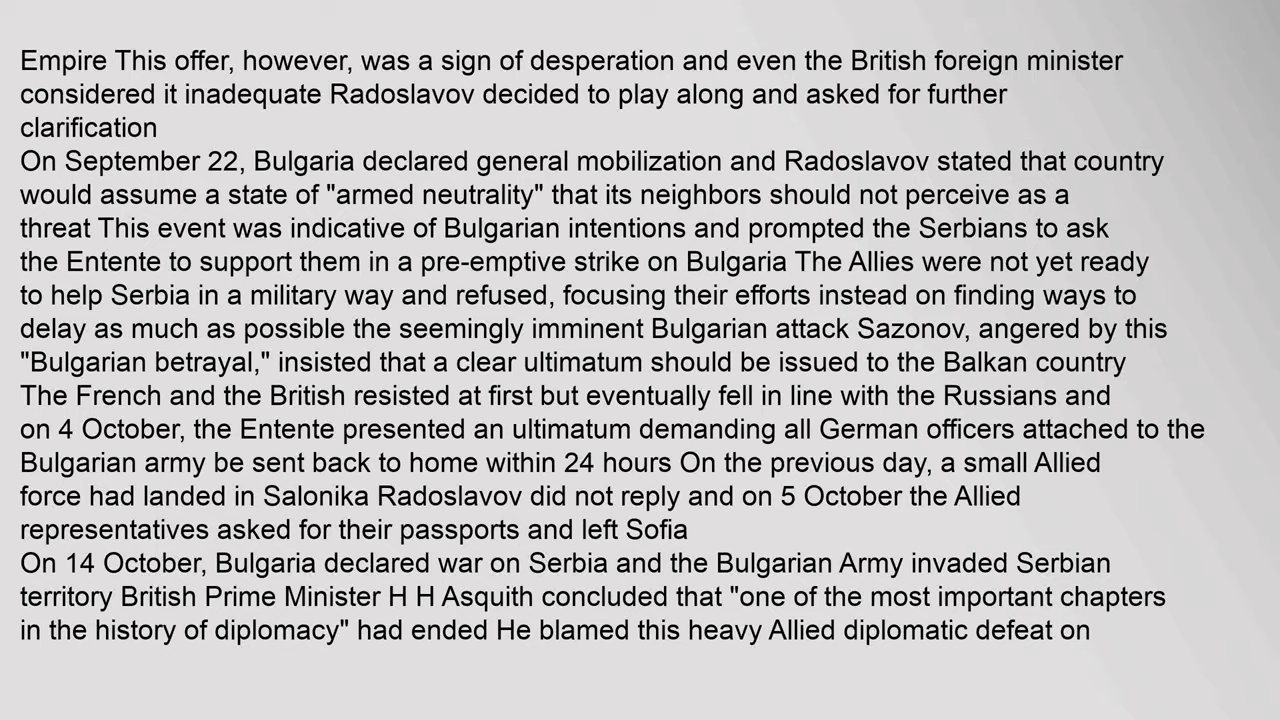 Empire This offer, however, was a sign of desperation and even the British foreign minister
considered it inadequate Radoslavov decided to play along and asked for further
clarification
On September 22, Bulgaria declared general mobilization and Radoslavov stated that country
would assume a state of "armed neutrality" that its neighbors should not perceive as a
threat This event was indicative of Bulgarian intentions and prompted the Serbians to ask
the Entente to support them in a pre-emptive strike on Bulgaria The Allies were not yet ready
to help Serbia in a military way and refused, focusing their efforts instead on finding ways to
delay as much as possible the seemingly imminent Bulgarian attack Sazonov, angered by this
"Bulgarian betrayal," insisted that a clear ultimatum should be issued to the Balkan country
The French and the British resisted at first but eventually fell in line with the Russians and
on 4 October, the Entente presented an ultimatum demanding all German officers attached to the
Bulgarian army be sent back to home within 24 hours On the previous day, a small Allied
force had landed in Salonika Radoslavov did not reply and on 5 October the Allied
representatives asked for their passports and left Sofia
On 14 October, Bulgaria declared war on Serbia and the Bulgarian Army invaded Serbian
territory British Prime Minister H H Asquith concluded that "one of the most important chapters
in the history of diplomacy" had ended He blamed this heavy Allied diplomatic defeat on